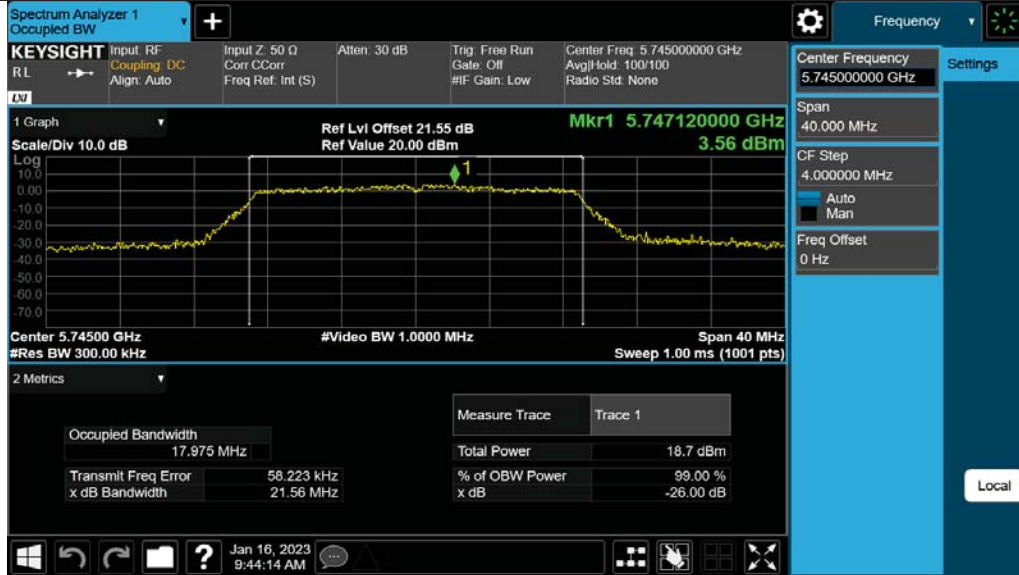 Spectrum Analyzer 1
Occupied BW
+
Frequency
KEYSIGHT
RL
LXI
Input: RF
Coupling: DC
Align: Auto
Input Z: 50 Ω
Corr CCorr
Freq Ref: Int (S)
Atten: 30 dB
Trig: Free Run
Gate: Off
#IF Gain: Low
Center Freq: 5.745000000 GHz
Avg|Hold: 100/100
Radio Std: None
Center Frequency
5.745000000 GHz
Settings
Span
40.000 MHz
CF Step
4.000000 MHz
Auto
Man
Freq Offset
0 Hz
Local
1 Graph
Scale/Div 10.0 dB
Ref Lvl Offset 21.55 dB
Ref Value 20.00 dBm
Mkr1 5.747120000 GHz
3.56 dBm
Log
10.0
0.00
-10.0
-20.0
-30.0
-40.0
-50.0
-60.0
-70.0
1
Center 5.74500 GHz
#Res BW 300.00 kHz
#Video BW 1.0000 MHz
Span 40 MHz
Sweep 1.00 ms (1001 pts)
2 Metrics
Measure Trace Trace 1
Occupied Bandwidth
17.975 MHz
Total Power 18.7 dBm
Transmit Freq Error 58.223 kHz
% of OBW Power 99.00 %
x dB Bandwidth 21.56 MHz
x dB -26.00 dB
?
Jan 16, 2023
9:44:14 AM